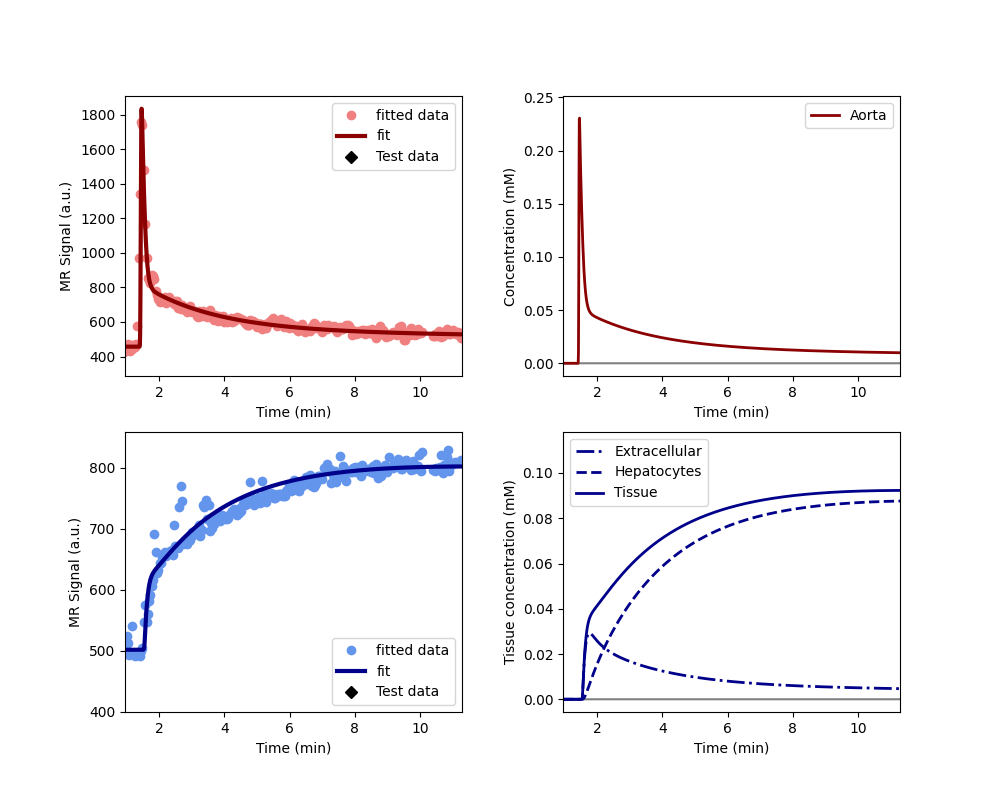 1800
1600
1400
1200
1000
800
600
400
MR Signal (a.u.)
2 4 6 8 10
Time (min)
fitted data
fit
Test data
0.25
0.20
0.15
0.10
0.05
0.00
Concentration (mM)
2 4 6 8 10
Time (min)
Aorta
800
700
600
500
400
MR Signal (a.u.)
2 4 6 8 10
Time (min)
fitted data
fit
Test data
0.10
0.08
0.06
0.04
0.02
0.00
Tissue concentration (mM)
2 4 6 8 10
Time (min)
Extracellular
Hepatocytes
Tissue